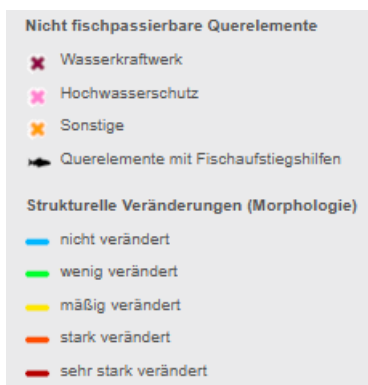 Nicht fischpassierbare Querelemente
Wasserkraftwerk
Hochwasserschutz
Sonstige
Querelemente mit Fischaufstiegshilfen
Strukturelle Veränderungen (Morphologie)
nicht verändert
wenig verändert
mäßig verändert
stark verändert
sehr stark verändert